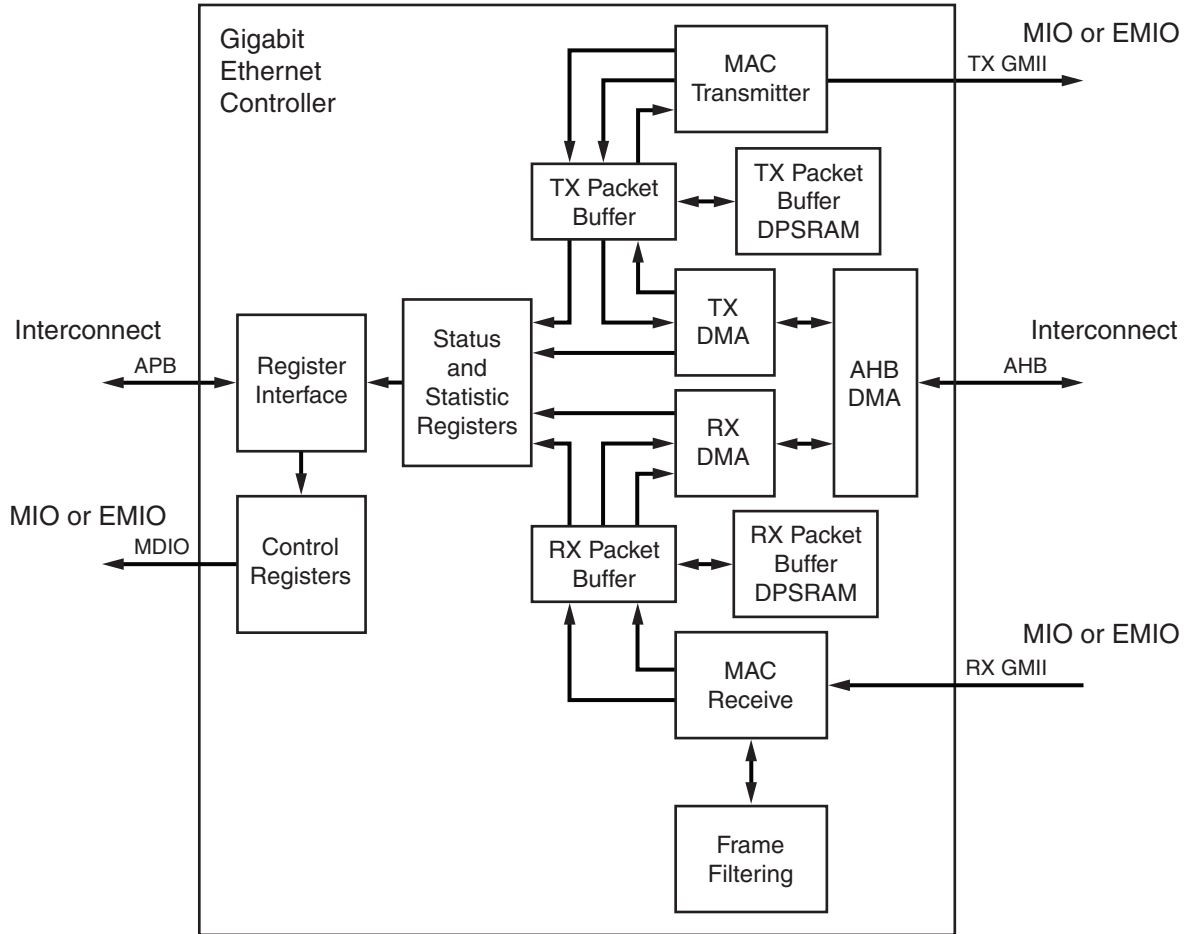 Gigabit
Ethernet
Controller
MAC
Transmitter
MIO or EMIO
TX GMII
TX Packet
Buffer
TX Packet
Buffer
DPSRAM
Interconnect
APB
Register
Interface
Status
and
Statistic
Registers
TX
DMA
RX
DMA
AHB
DMA
Interconnect
AHB
MIO or EMIO
MDIO
Control
Registers
RX Packet
Buffer
RX Packet
Buffer
DPSRAM
MAC
Receive
MIO or EMIO
RX GMII
Frame
Filtering